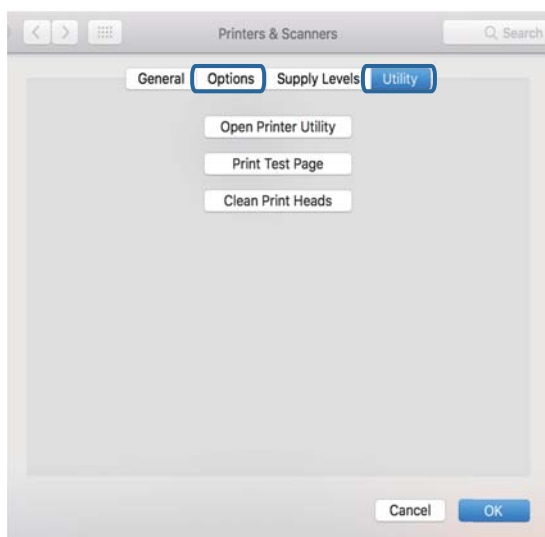 Printers & Scanners
Search
General Options Supply Levels Utility
Open Printer Utility
Print Test Page
Clean Print Heads
Cancel OK